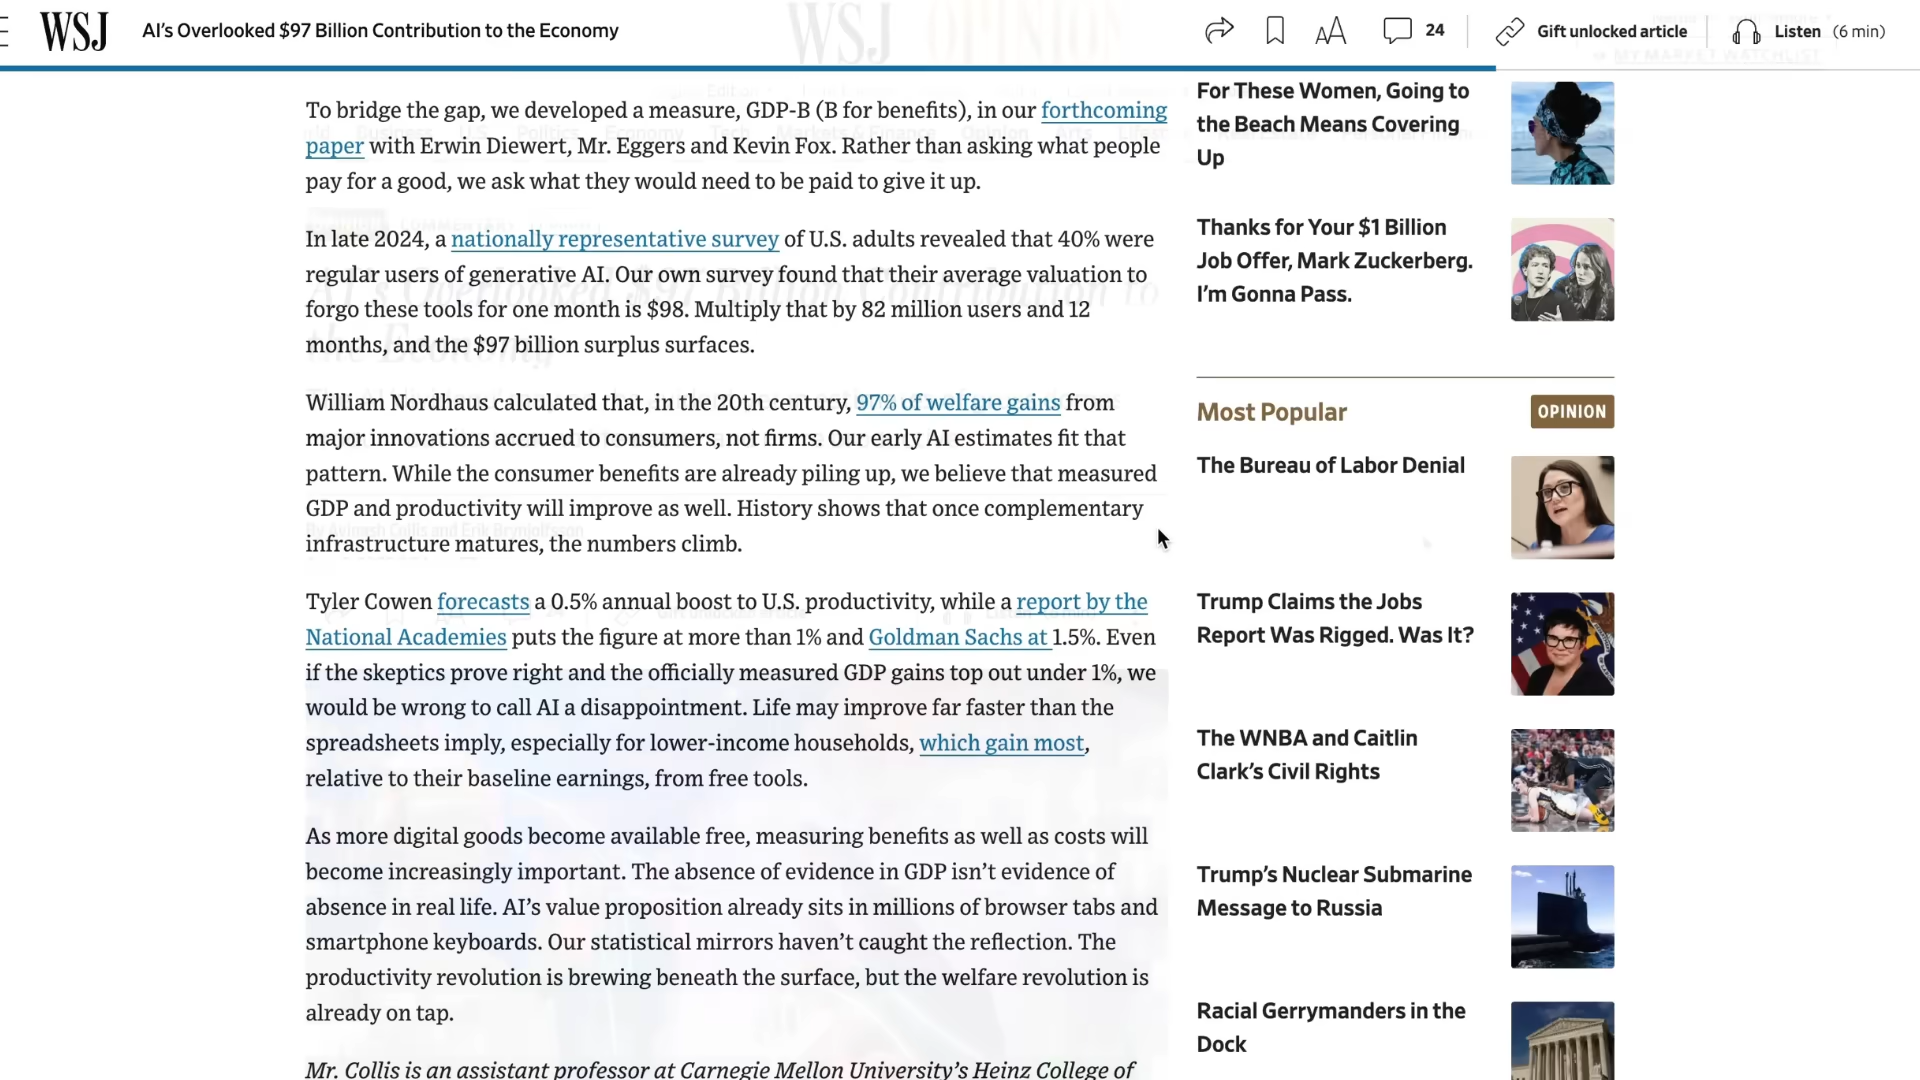 WSJ
AI's Overlooked $97 Billion Contribution to the Economy
24
Gift unlocked article
Listen (6 min)
To bridge the gap, we developed a measure, GDP-B (B for benefits), in our forthcoming
paper with Erwin Diewert, Mr. Eggers and Kevin Fox. Rather than asking what people
pay for a good, we ask what they would need to be paid to give it up.
In late 2024, a nationally representative survey of U.S. adults revealed that 40% were
regular users of generative AI. Our own survey found that their average valuation to
forgo these tools for one month is $98. Multiply that by 82 million users and 12
months, and the $97 billion surplus surfaces.
William Nordhaus calculated that, in the 20th century, 97% of welfare gains from
major innovations accrued to consumers, not firms. Our early AI estimates fit that
pattern. While the consumer benefits are already piling up, we believe that measured
GDP and productivity will improve as well. History shows that once complementary
infrastructure matures, the numbers climb.
Tyler Cowen forecasts a 0.5% annual boost to U.S. productivity, while a report by the
National Academies puts the figure at more than 1% and Goldman Sachs at 1.5%. Even
if the skeptics prove right and the officially measured GDP gains top out under 1%, we
would be wrong to call AI a disappointment. Life may improve far faster than the
spreadsheets imply, especially for lower-income households, which gain most,
relative to their baseline earnings, from free tools.
As more digital goods become available free, measuring benefits as well as costs will
become increasingly important. The absence of evidence in GDP isn't evidence of
absence in real life. AI's value proposition already sits in millions of browser tabs and
smartphone keyboards. Our statistical mirrors haven't caught the reflection. The
productivity revolution is brewing beneath the surface, but the welfare revolution is
already on tap.
Mr. Collis is an assistant professor at Carnegie Mellon University's Heinz College of
For These Women, Going to
the Beach Means Covering
Up
Thanks for Your $1 Billion
Job Offer, Mark Zuckerberg.
I'm Gonna Pass.
Most Popular
OPINION
The Bureau of Labor Denial
Trump Claims the Jobs
Report Was Rigged. Was It?
The WNBA and Caitlin
Clark's Civil Rights
Trump's Nuclear Submarine
Message to Russia
Racial Gerrymanders in the
Dock